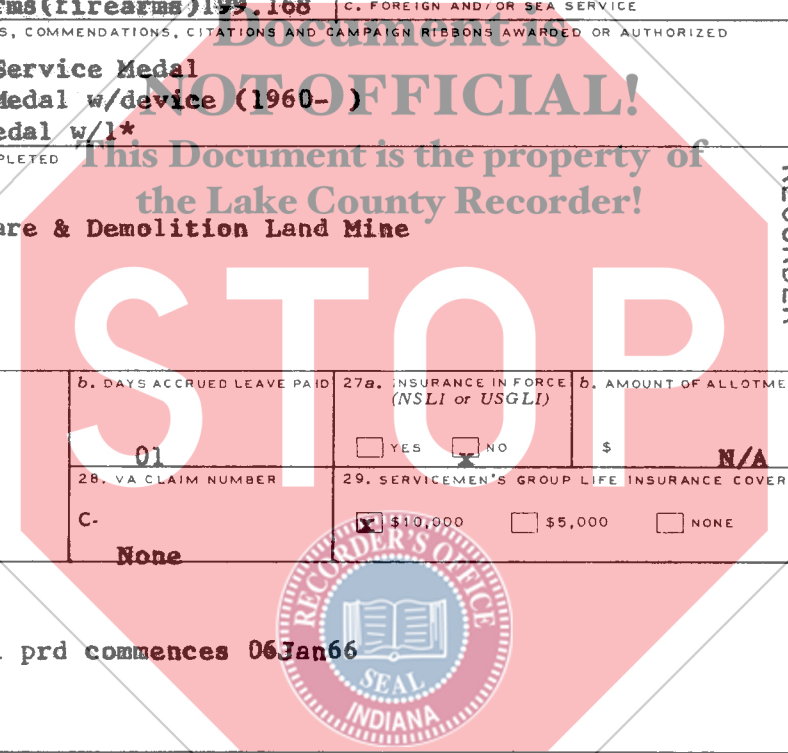 rms(firearms)199.168 C. FOREIGN AND/OR SEA SERVICE
S, COMMENDATIONS, CITATIONS AND CAMPAIGN RIBBONS AWARDED OR AUTHORIZED
Document is
Service Medal
NOT OFFICIAL!
Medal w/device (1960- )
edal w/1*
This Document is the property of
PLETED
the Lake County Recorder!
are & Demolition Land Mine
RECORDER
STOP
b. DAYS ACCRUED LEAVE PAID 27a. INSURANCE IN FORCE b. AMOUNT OF ALLOTME
(NSLI or USGLI)
01 YES x NO $ N/A
28. VA CLAIM NUMBER 29. SERVICEMEN'S GROUP LIFE INSURANCE COVER
C- x $10,000 $5,000 NONE
None
RECORDER'S OFFICE
prd commences 06Jan66
SEAL
INDIANA